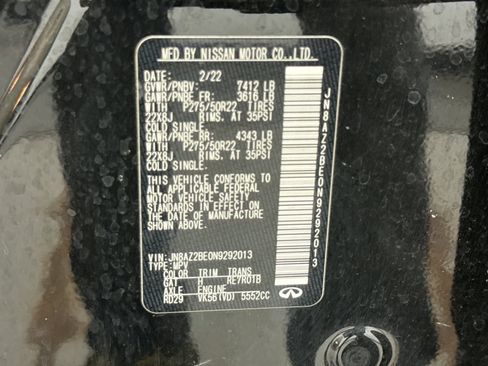 MFD BY NISSAN MOTOR CO.,LTD.
DATE: 2/22
GVWR/PNBV: 7412 LB
GAWR/PNBE FR: 3616 LB
WITH P275/50R22 TIRES
22X8J RIMS. AT 35PSI
COLD SINGLE.
GAWR/PNBE RR: 4343 LB
WITH P275/50R22 TIRES
22X8J RIMS. AT 35PSI
COLD SINGLE.
THIS VEHICLE CONFORMS TO
ALL APPLICABLE FEDERAL
MOTOR VEHICLE SAFETY
STANDARDS IN EFFECT ON
THE DATE OF MANUFACTURE
SHOWN ABOVE.
VIN: JN8AZ2BE0N9292013
TYPE: MPV
COLOR TRIM TRANS
GAT H RE7R01B
AXLE ENGINE
RD29 VK56(VD) 5552CC
JN8AZ2BE0N9292013